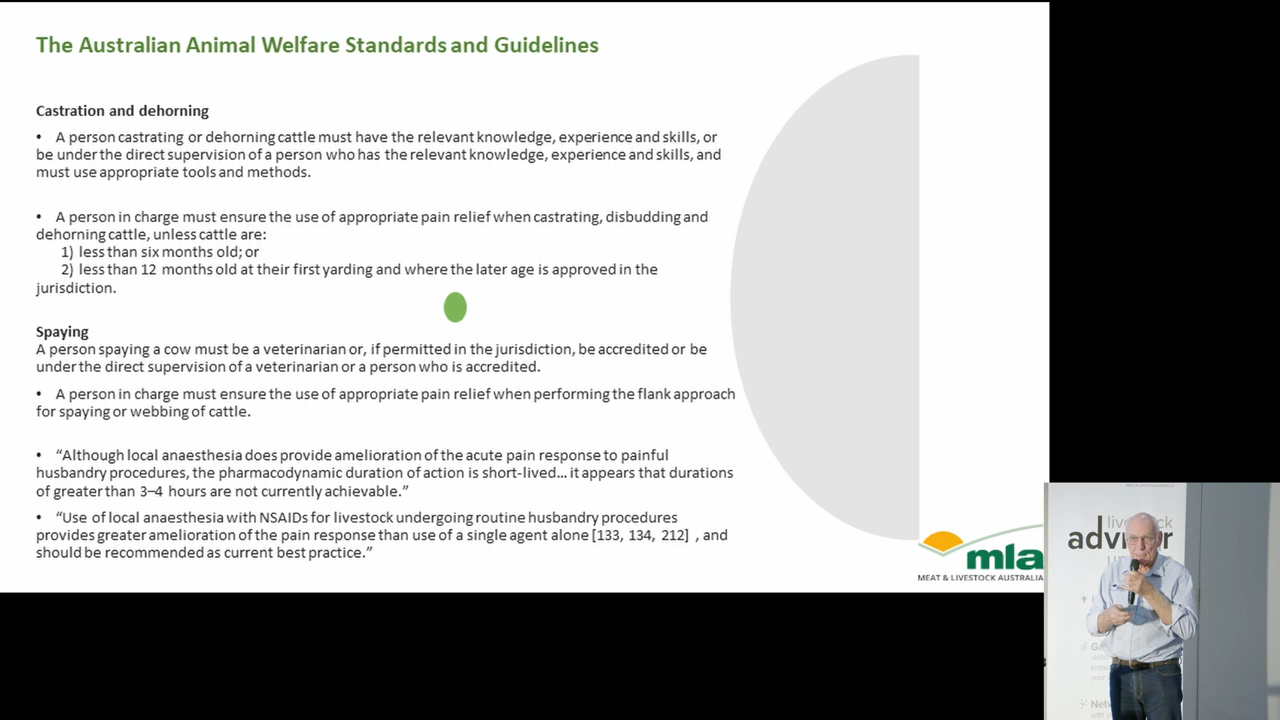 The Australian Animal Welfare Standards and Guidelines
Castration and dehorning
• A person castrating or dehorning cattle must have the relevant knowledge, experience and skills, or
be under the direct supervision of a person who has the relevant knowledge, experience and skills, and
must use appropriate tools and methods.
• A person in charge must ensure the use of appropriate pain relief when castrating, disbudding and
dehorning cattle, unless cattle are:
1) less than six months old; or
2) less than 12 months old at their first yarding and where the later age is approved in the
jurisdiction.
Spaying
A person spaying a cow must be a veterinarian or, if permitted in the jurisdiction, be accredited or be
under the direct supervision of a veterinarian or a person who is accredited.
• A person in charge must ensure the use of appropriate pain relief when performing the flank approach
for spaying or webbing of cattle.
• “Although local anaesthesia does provide amelioration of the acute pain response to painful
husbandry procedures, the pharmacodynamic duration of action is short-lived… it appears that durations
of greater than 3–4 hours are not currently achievable.”
• “Use of local anaesthesia with NSAIDs for livestock undergoing routine husbandry procedures
provides greater amelioration of the pain response than use of a single agent alone [133, 134, 212] , and
should be recommended as current best practice.”
mla
MEAT & LIVESTOCK AUSTRALIA